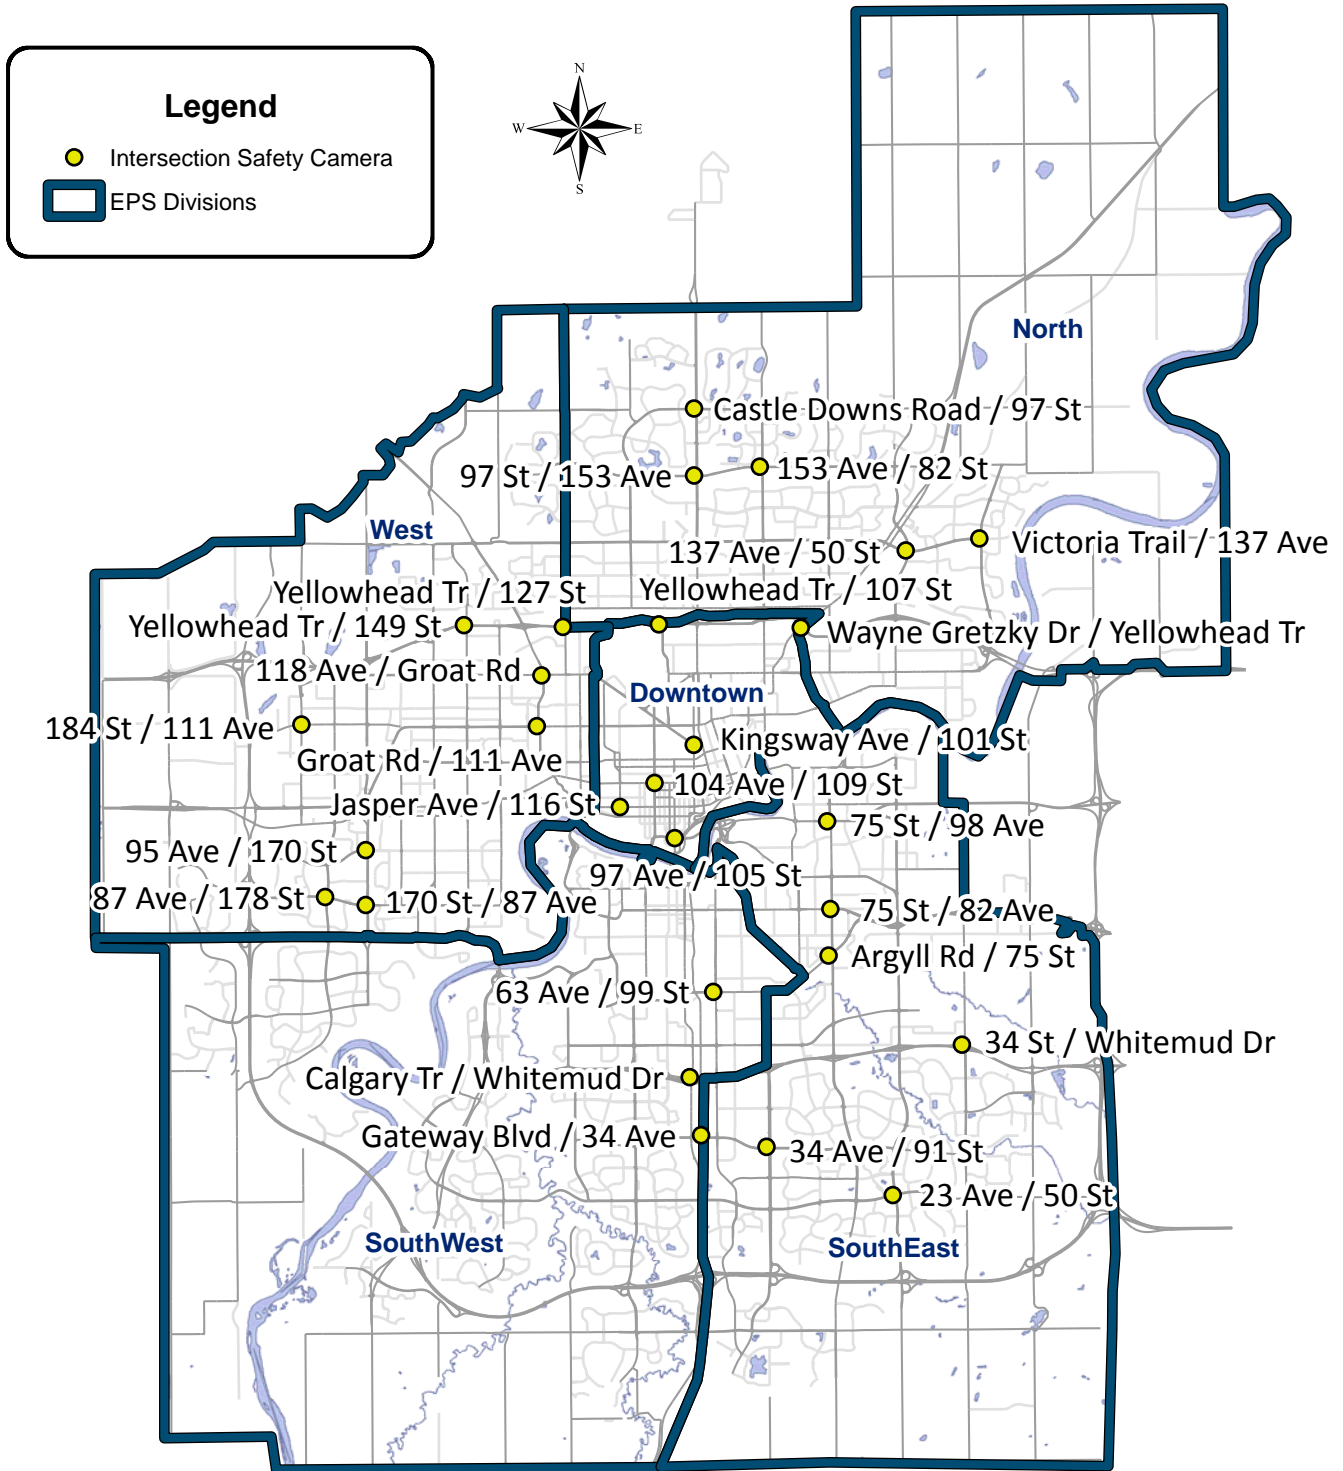 Legend
Intersection Safety Camera
EPS Divisions
N
W
E
S
North
Castle Downs Road / 97 St
97 St / 153 Ave
153 Ave / 82 St
West
137 Ave / 50 St
Victoria Trail / 137 Ave
Yellowhead Tr / 127 St
Yellowhead Tr / 107 St
Yellowhead Tr / 149 St
Wayne Gretzky Dr / Yellowhead Tr
118 Ave / Groat Rd
Downtown
184 St / 111 Ave
Kingsway Ave / 101 St
Groat Rd / 111 Ave
104 Ave / 109 St
Jasper Ave / 116 St
75 St / 98 Ave
95 Ave / 170 St
97 Ave / 105 St
87 Ave / 178 St
170 St / 87 Ave
75 St / 82 Ave
Argyll Rd / 75 St
63 Ave / 99 St
34 St / Whitemud Dr
Calgary Tr / Whitemud Dr
Gateway Blvd / 34 Ave
34 Ave / 91 St
23 Ave / 50 St
SouthWest
SouthEast